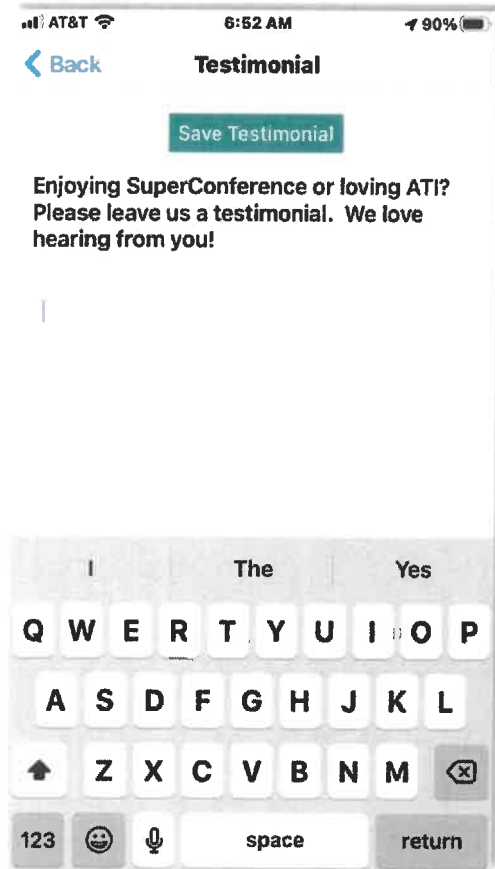 AT&T 6:52 AM 90%
Back Testimonial
Save Testimonial
Enjoying SuperConference or loving ATI?
Please leave us a testimonial.  We love
hearing from you!
I The Yes
Q W E R T Y U I O P
A S D F G H J K L
Z X C V B N M
123 space return